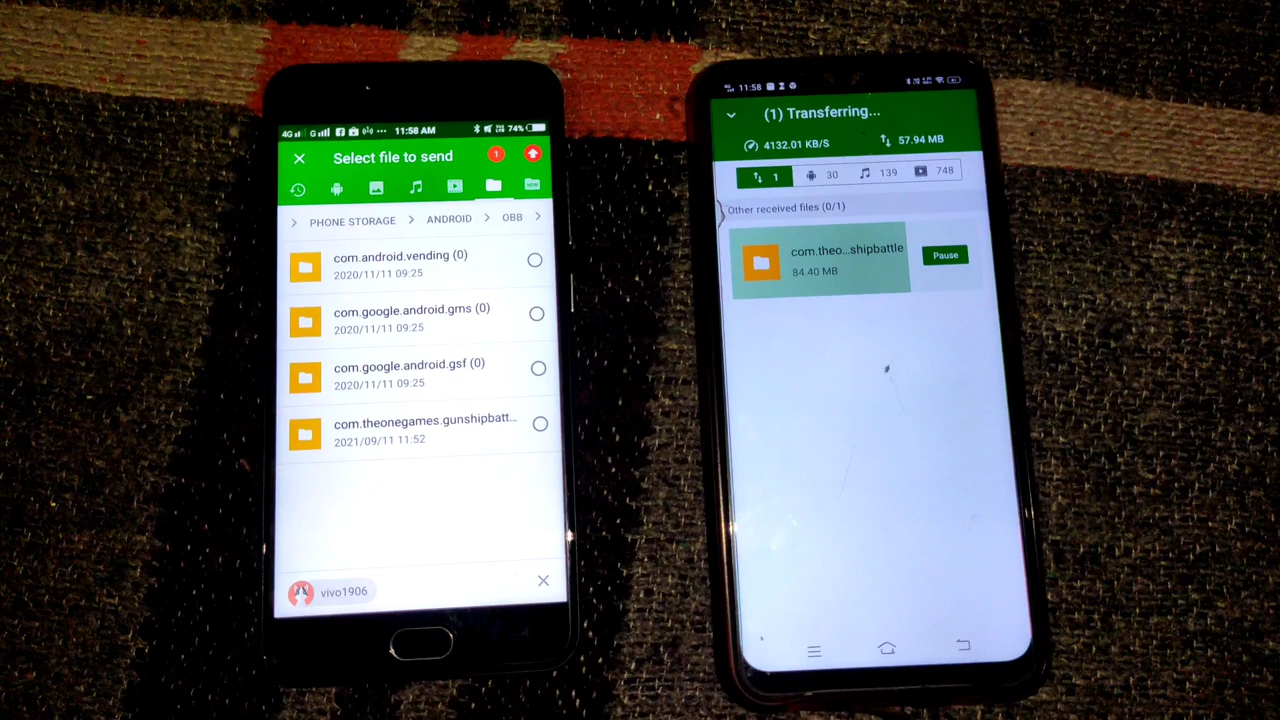 4G G 11:58 AM 74%
Select file to send 1
NEW
PHONE STORAGE ANDROID OBB
com.android.vending (0)
2020/11/11 09:25
com.google.android.gms (0)
2020/11/11 09:25
com.google.android.gsf (0)
2020/11/11 09:25
com.theonegames.gunshipbatt...
2021/09/11 11:52
vivo1906
11:58
(1) Transferring...
4132.01 KB/S 57.94 MB
1 30 139 748
Other received files (0/1)
com.theo...shipbattle
84.40 MB
Pause